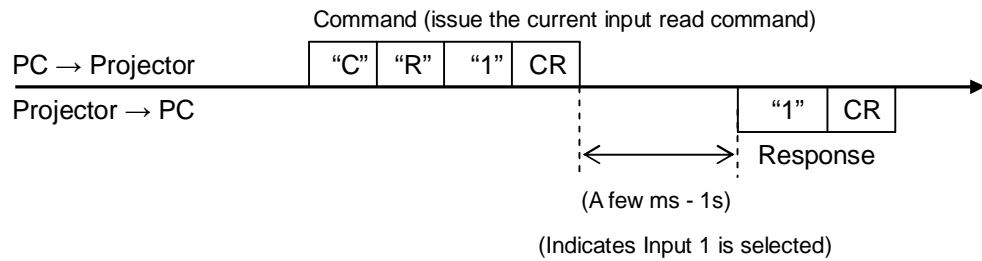 Command (issue the current input read command)
PC → Projector “C” “R” “1” CR
Projector → PC “1” CR
Response
(A few ms - 1s)
(Indicates Input 1 is selected)